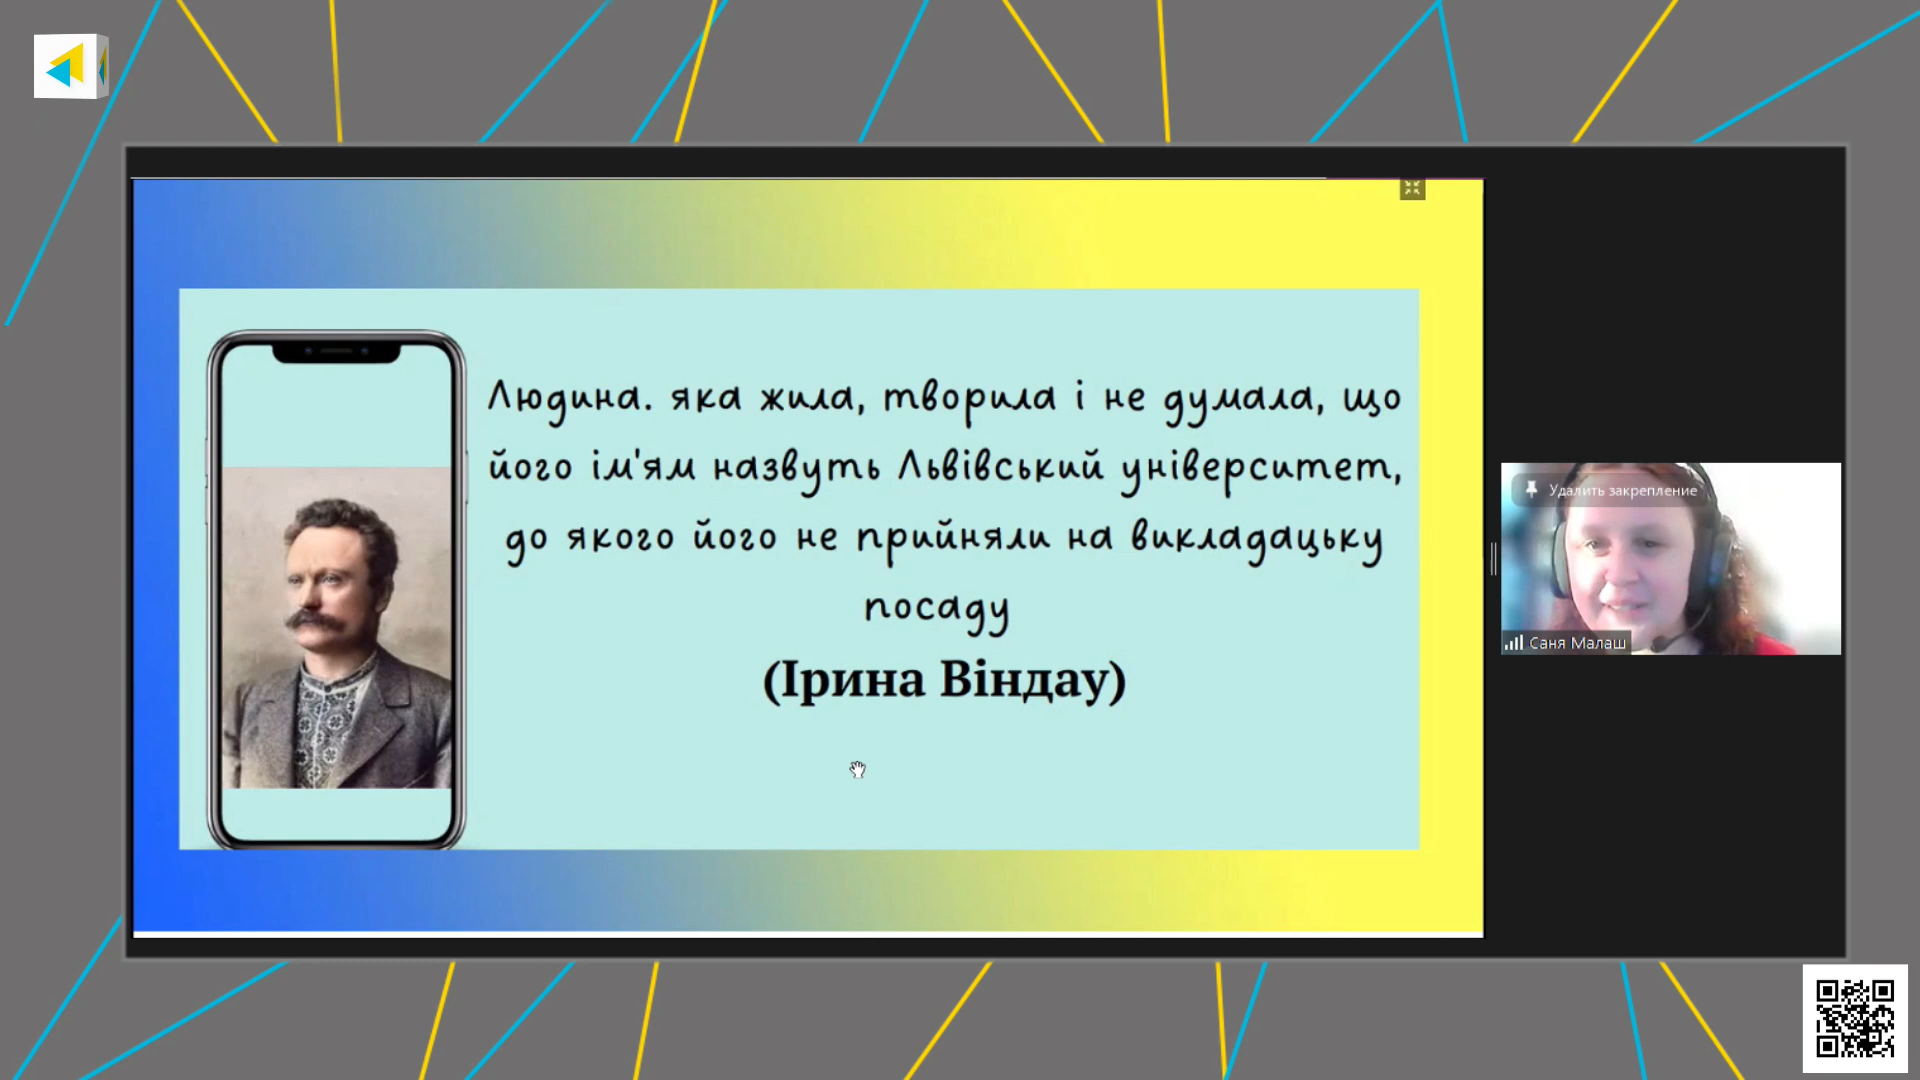 Людина. яка жила, творила і не думала, що
його ім'ям назвуть Львівський університет,
до якого його не прийняли на викладацьку
посаду
(Ірина Віндау)
Удалить закрепление
Саня Малаш